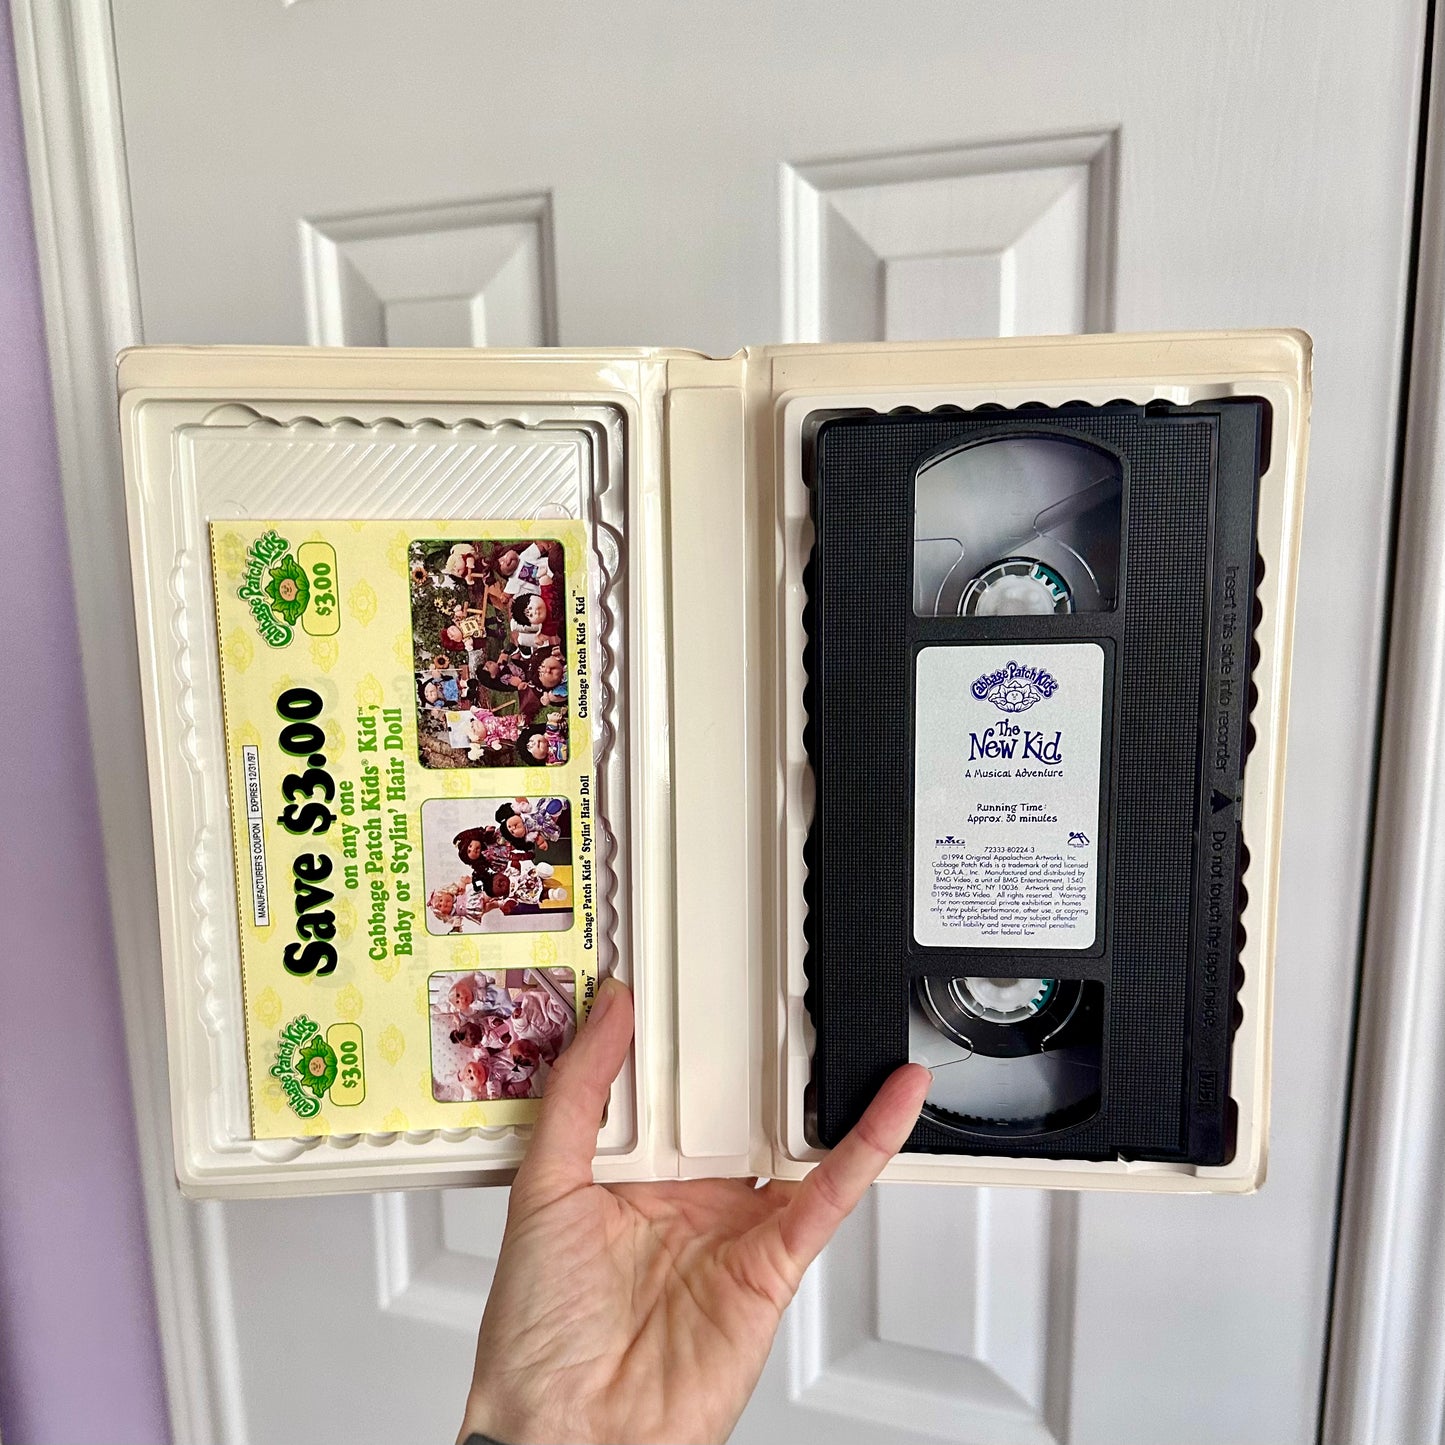 Cabbage Patch Kids
$3.00
MANUFACTURER'S COUPON | EXPIRES 12/31/97
Save $3.00
on any one
Cabbage Patch Kids® Kid™,
Baby or Stylin' Hair Doll
Cabbage Patch Kids® Kid™
Cabbage Patch Kids® Stylin' Hair Doll
Baby™
Cabbage Patch Kids
$3.00
Cabbage Patch Kids
The
New Kid
A Musical Adventure
Running Time:
Approx. 30 minutes
BMG
VIDEO
72333-80224-3
©1994 Original Appalachian Artworks, Inc.
Cabbage Patch Kids is a trademark of and licensed
by O.A.A., Inc. Manufactured and distributed by
BMG Video, a unit of BMG Entertainment, 1540
Broadway, NYC, NY 10036. Artwork and design
©1996 BMG Video. All rights reserved. Warning:
For non-commercial private exhibition in homes
only. Any public performance, other use, or copying
is strictly prohibited and may subject offender
to civil liability and severe criminal penalties
under federal law.
Insert this side into recorder ▲ Do not touch the tape inside